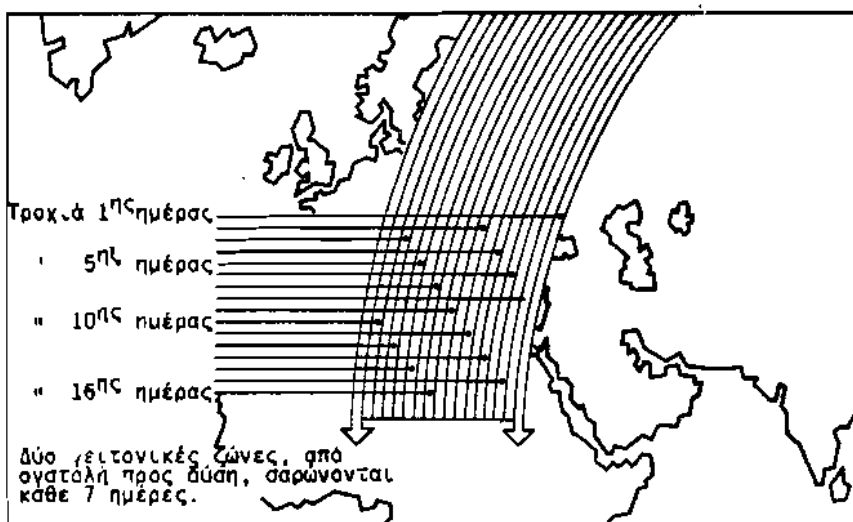 Τροχιά 1ης ημέρας
" 5ης ημέρας
" 10ης ημέρας
" 16ης ημέρας
Δύο γειτονικές ζώνες, από
ανατολή προς δύση, σαρώνονται
κάθε 7 ημέρες.